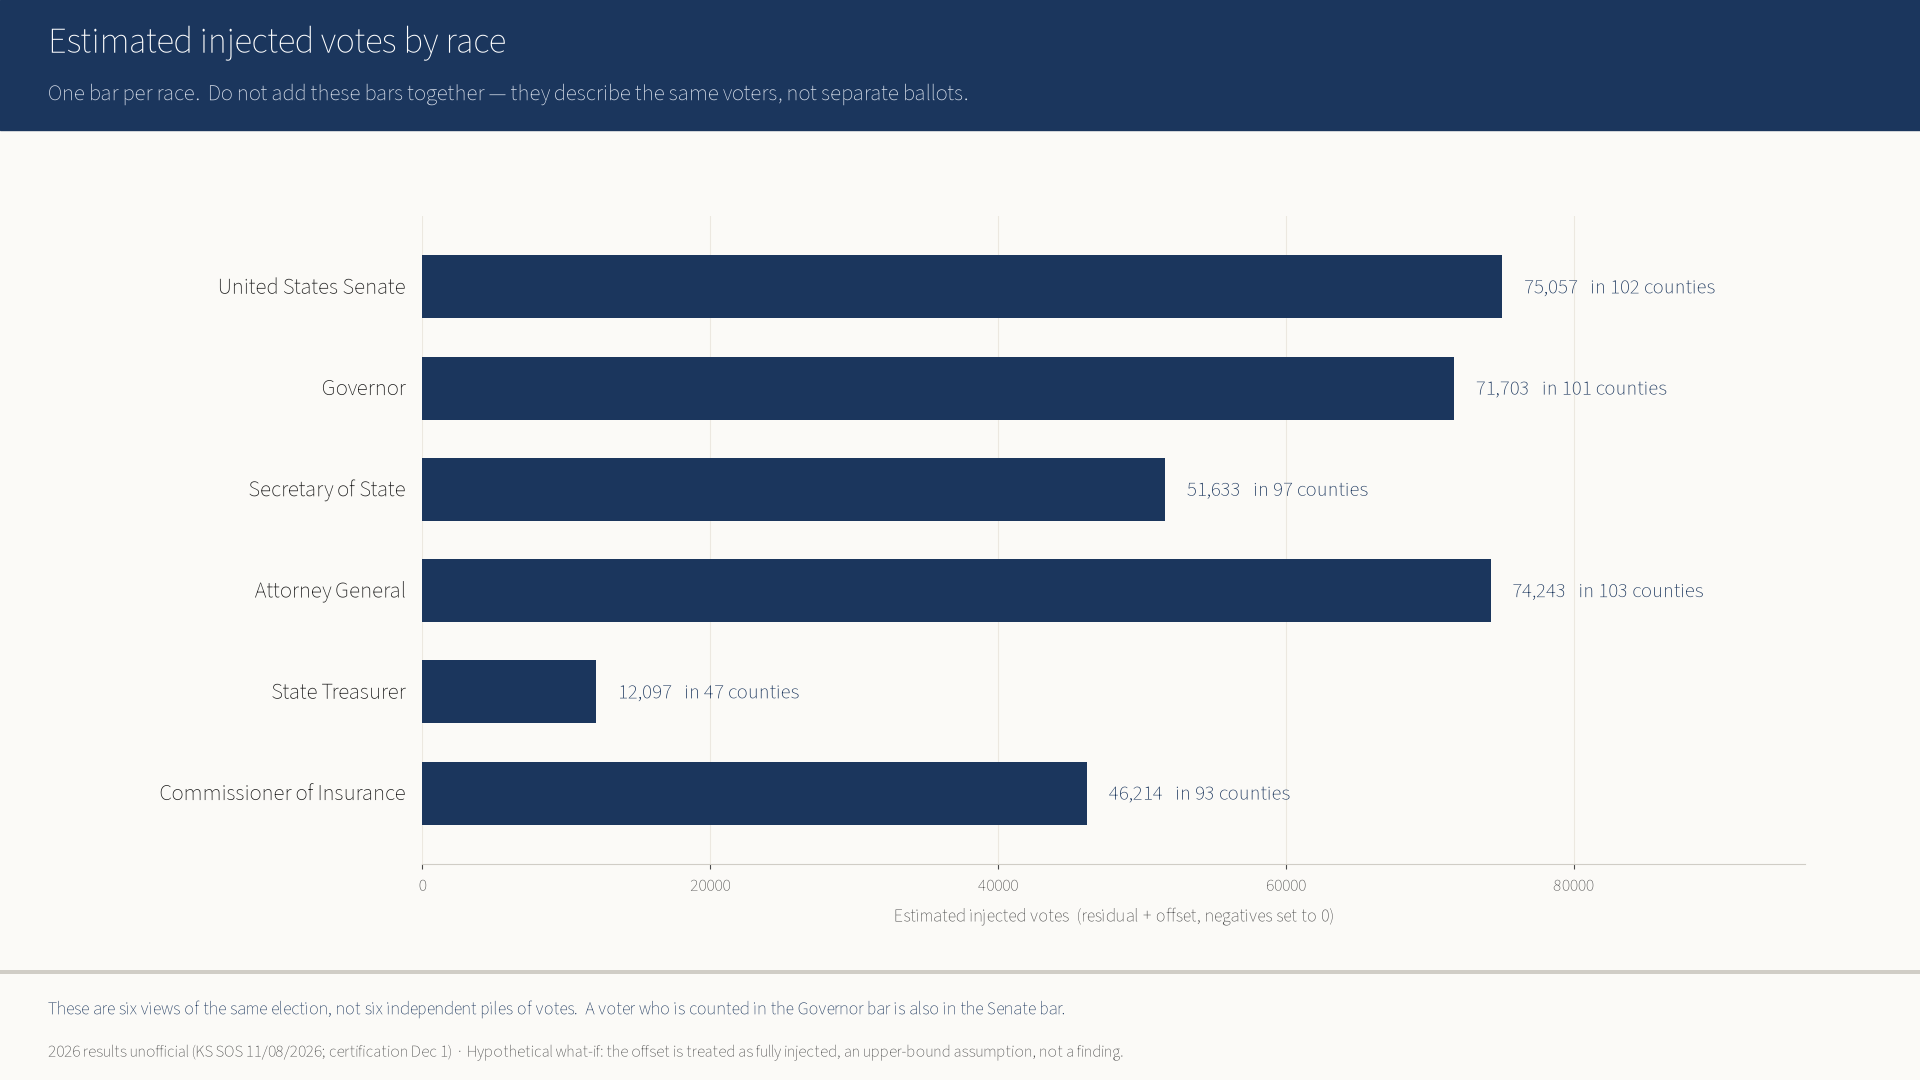 Estimated injected votes by race
One bar per race.  Do not add these bars together — they describe the same voters, not separate ballots.
United States Senate
75,057   in 102 counties
Governor
71,703   in 101 counties
Secretary of State
51,633   in 97 counties
Attorney General
74,243   in 103 counties
State Treasurer
12,097   in 47 counties
Commissioner of Insurance
46,214   in 93 counties
0 20000 40000 60000 80000
Estimated injected votes  (residual + offset, negatives set to 0)
These are six views of the same election, not six independent piles of votes.  A voter who is counted in the Governor bar is also in the Senate bar.
2026 results unofficial (KS SOS 11/08/2026; certification Dec 1)  ·  Hypothetical what-if: the offset is treated as fully injected, an upper-bound assumption, not a finding.